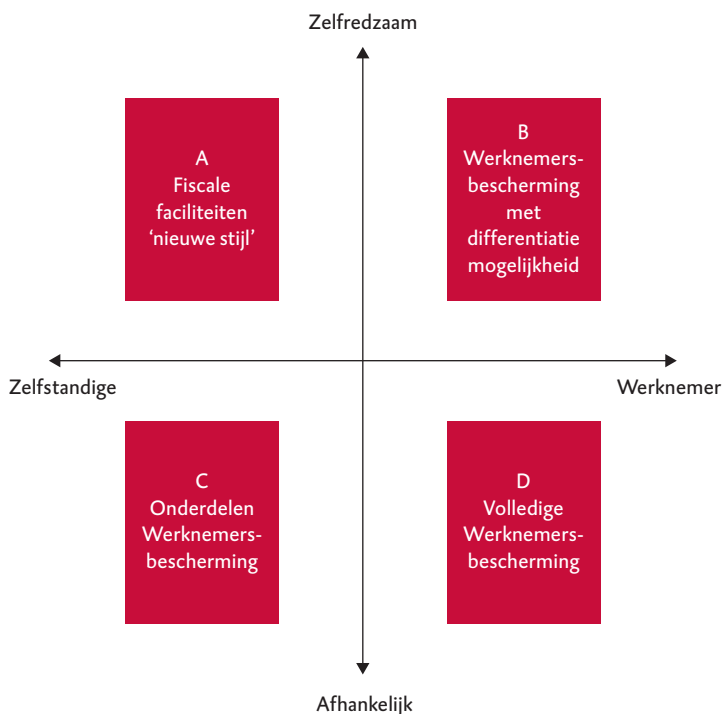 Zelfredzaam
A
Fiscale
faciliteiten
‘nieuwe stijl’
B
Werknemers-
bescherming
met
differentiatie
mogelijkheid
Zelfstandige
Werknemer
C
Onderdelen
Werknemers-
bescherming
D
Volledige
Werknemers-
bescherming
Afhankelijk